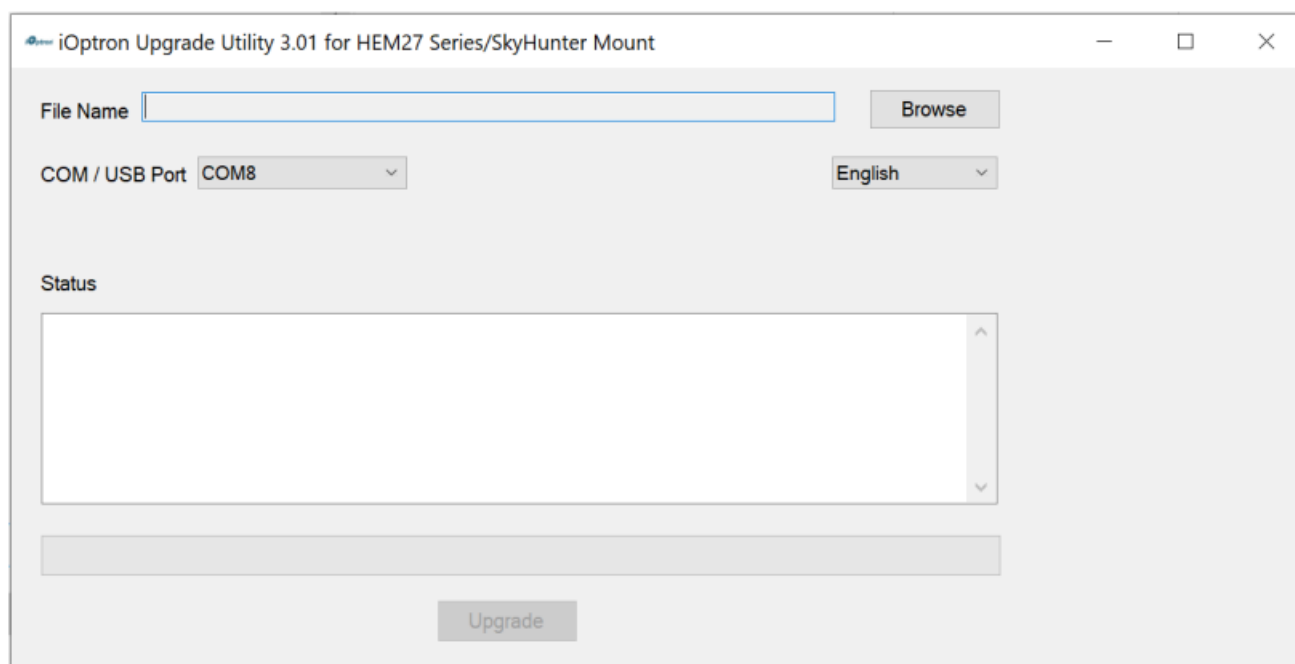 iOptron Upgrade Utility 3.01 for HEM27 Series/SkyHunter Mount
File Name
Browse
COM / USB Port COM8
English
Status
Upgrade